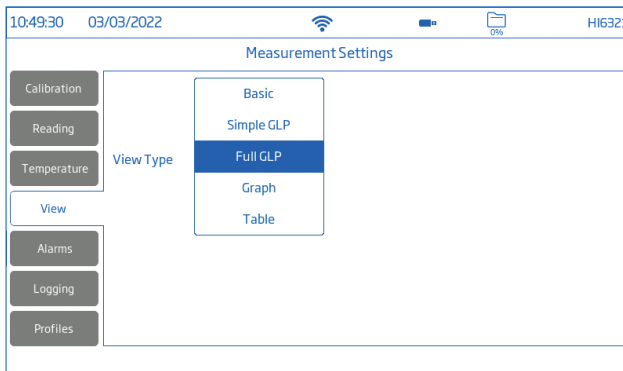 10:49:30 03/03/2022 HI6321
0%
Measurement Settings
Calibration
Reading
Temperature
View
Alarms
Logging
Profiles
View Type
Basic
Simple GLP
Full GLP
Graph
Table